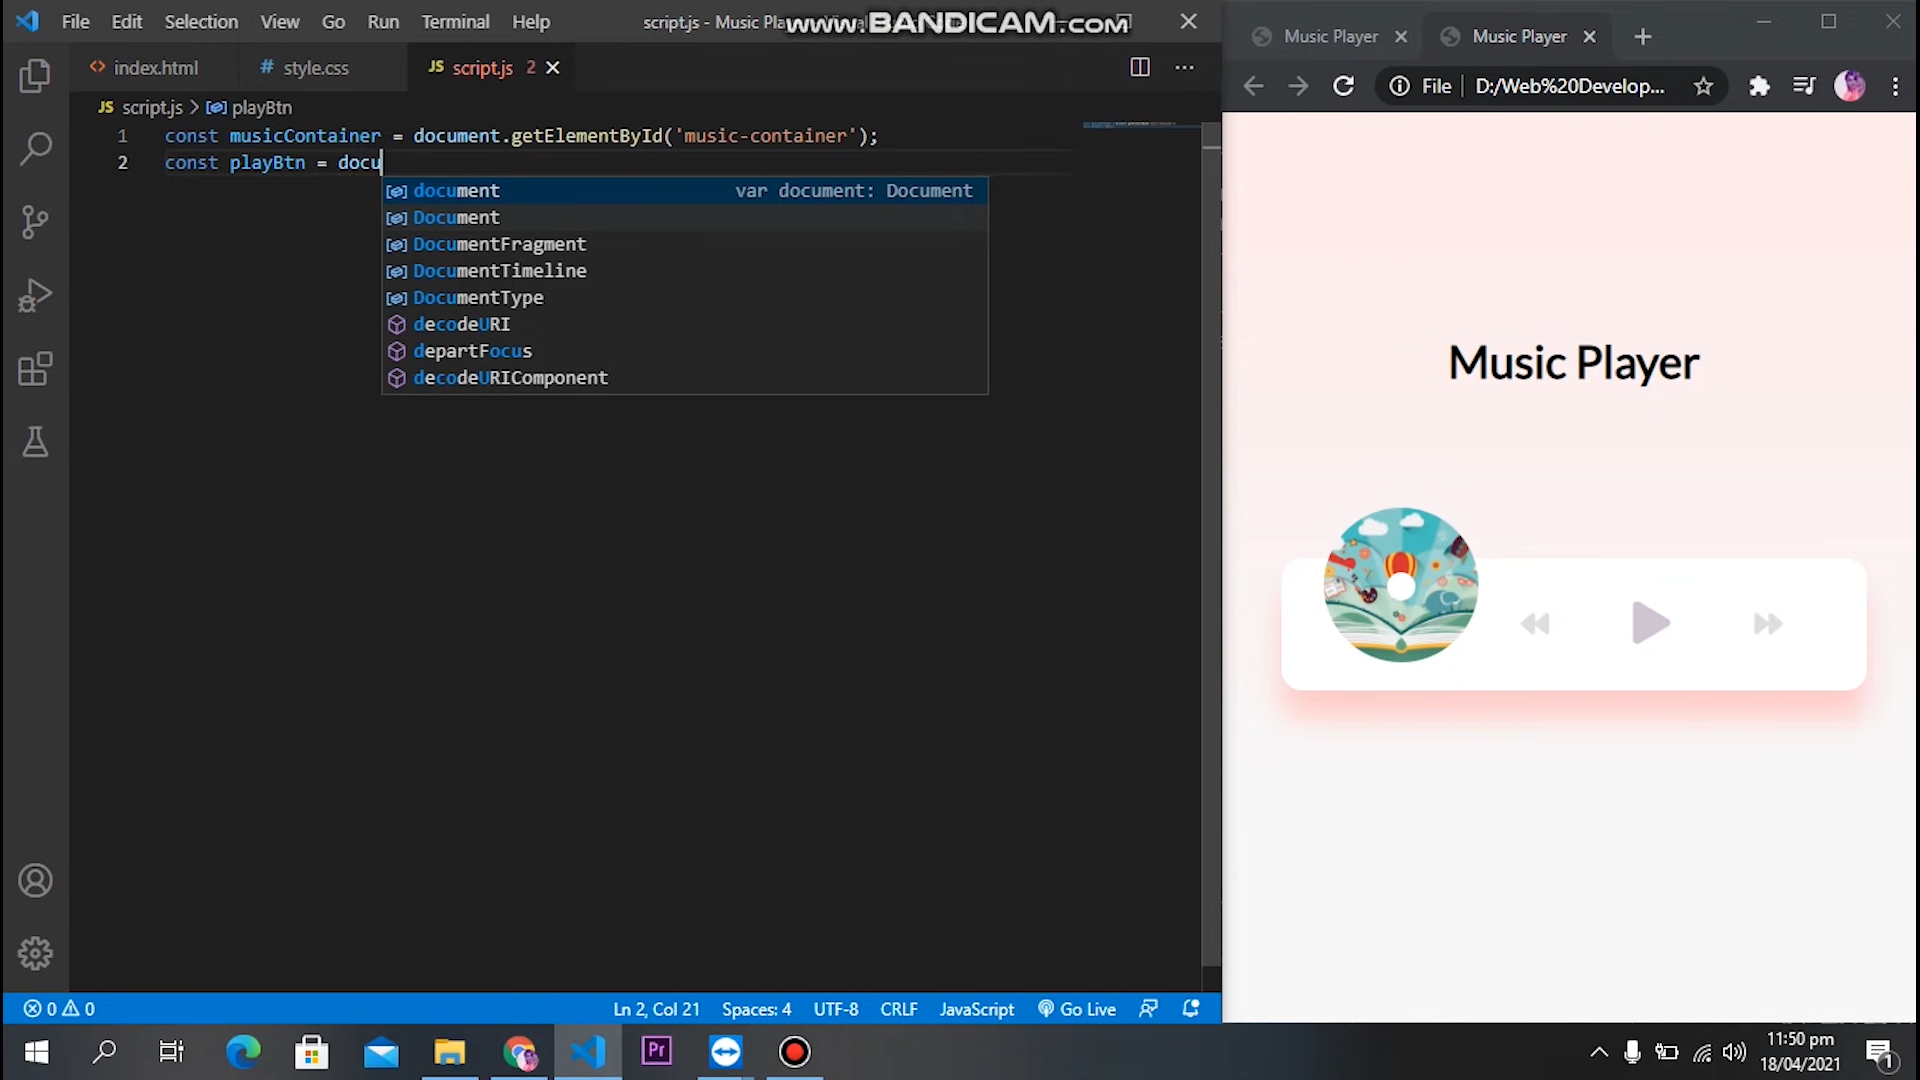 File Edit Selection View Go Run Terminal Help
script.js - Music Pla
www.BANDICAM.com
index.html
style.css
script.js 2
script.js > playBtn
1 const musicContainer = document.getElementById('music-container');
2 const playBtn = docu
document var document: Document
Document
DocumentFragment
DocumentTimeline
DocumentType
decodeURI
departFocus
decodeURIComponent
0 0
Ln 2, Col 21 Spaces: 4 UTF-8 CRLF JavaScript Go Live
Music Player
Music Player
File D:/Web%20Develop...
Music Player
Pr
11:50 pm
18/04/2021
1